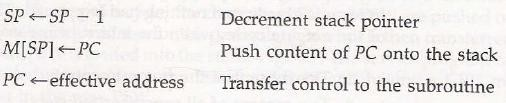 SP ← SP − 1 Decrement stack pointer
M[SP] ← PC Push content of PC onto the stack
PC ← effective address Transfer control to the subroutine